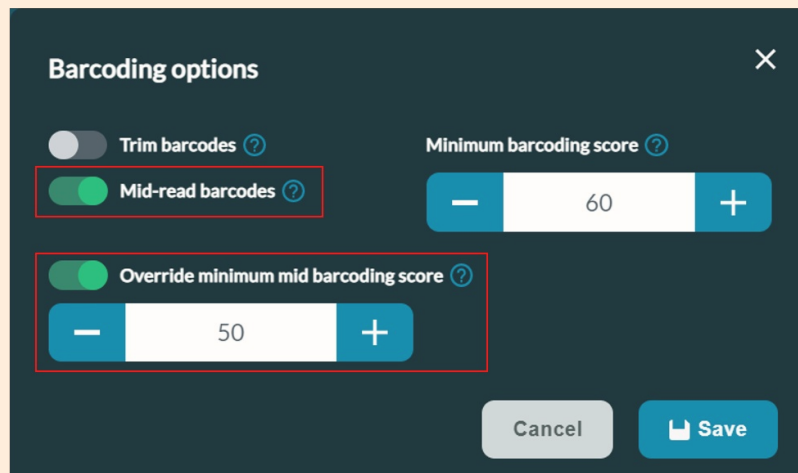 Barcoding options
Trim barcodes ?
Minimum barcoding score ?
Mid-read barcodes ?
60
Override minimum mid barcoding score ?
50
Cancel
Save